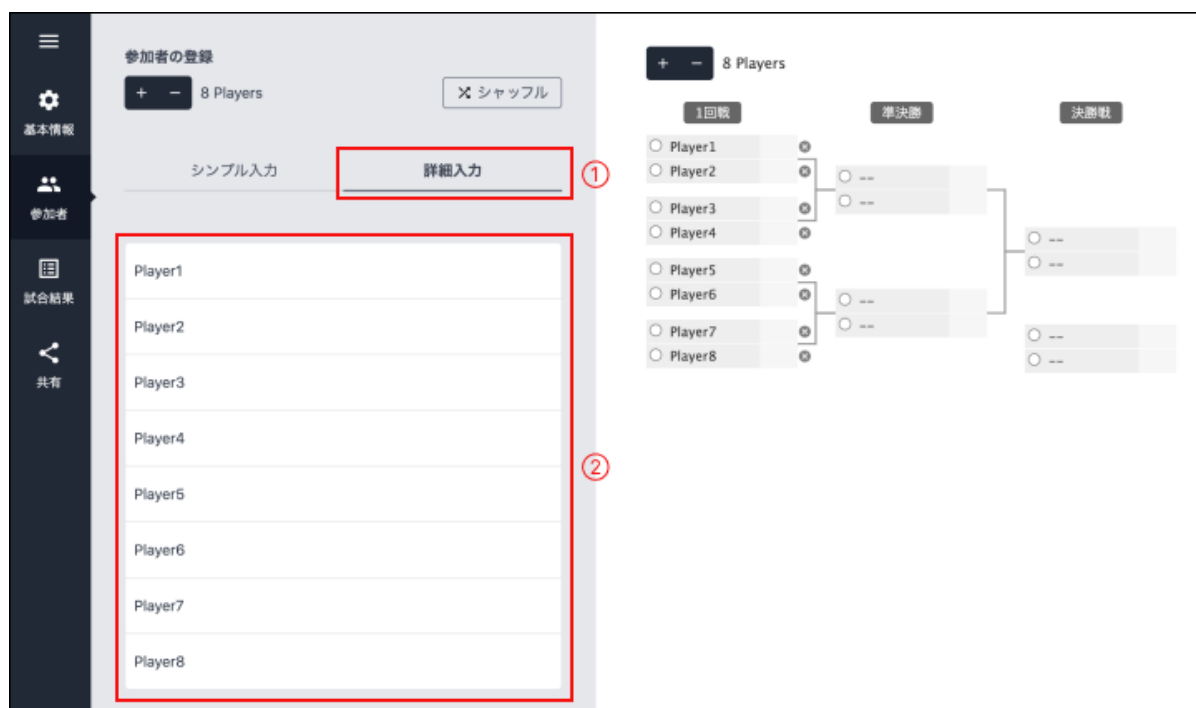 基本情報
参加者
試合結果
共有
参加者の登録
+ − 8 Players
シャッフル
シンプル入力
詳細入力
①
Player1
Player2
Player3
Player4
Player5
Player6
Player7
Player8
②
+ − 8 Players
1回戦
準決勝
決勝戦
Player1
Player2
Player3
Player4
Player5
Player6
Player7
Player8
--
--
--
--
--
--
--
--